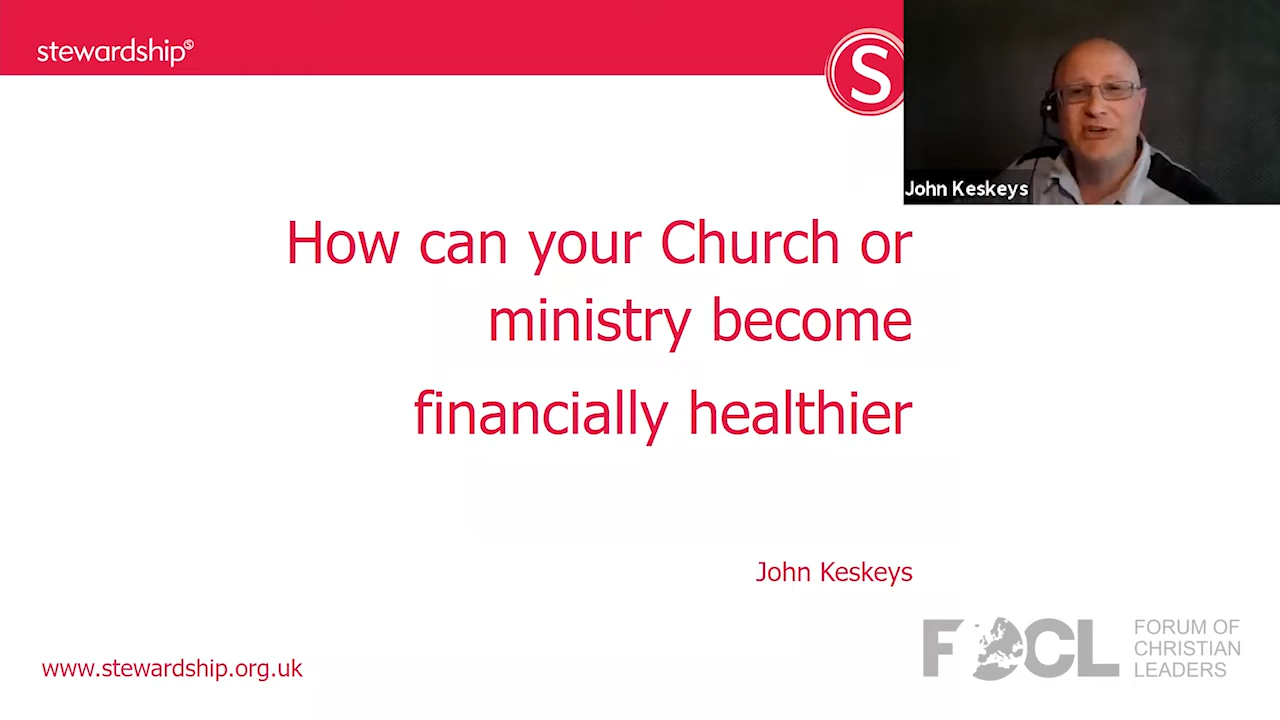 stewardship
S
John Keskeys
How can your Church or
ministry become
financially healthier
John Keskeys
www.stewardship.org.uk
FOCL
FORUM OF
CHRISTIAN
LEADERS